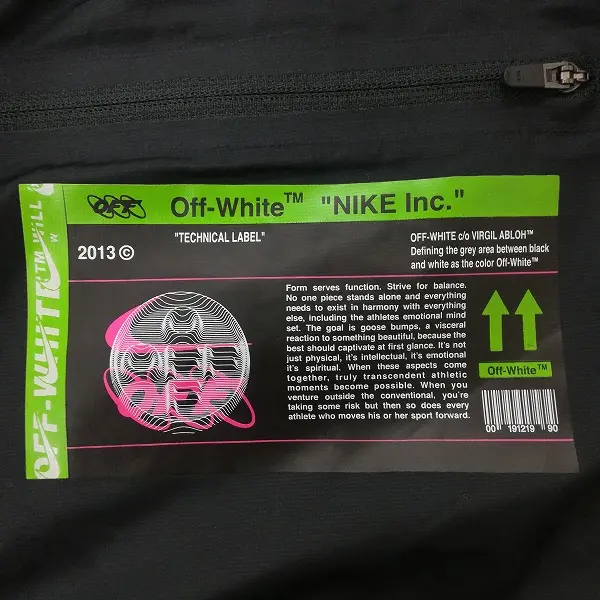 OFF-WHITE™ WILL
W
OFF Off-White™ "NIKE Inc."
2013 ©
"TECHNICAL LABEL"
OFF-WHITE c/o VIRGIL ABLOH™
Defining the grey area between black
and white as the color Off-White™
OFF
OFF
OFF
Form serves function. Strive for balance.
No one piece stands alone and everything
needs to exist in harmony with everything
else, including the athletes emotional mind
set. The goal is goose bumps, a visceral
reaction to something beautiful, because the
best should captivate at first glance. It's not
just physical, it's intellectual, it's emotional
it's spiritual. When these aspects come
together, truly transcendent athletic
moments become possible. When you
venture outside the conventional, you're
taking some risk but then so does every
athlete who moves his or her sport forward.
Off-White™
00 191219 90